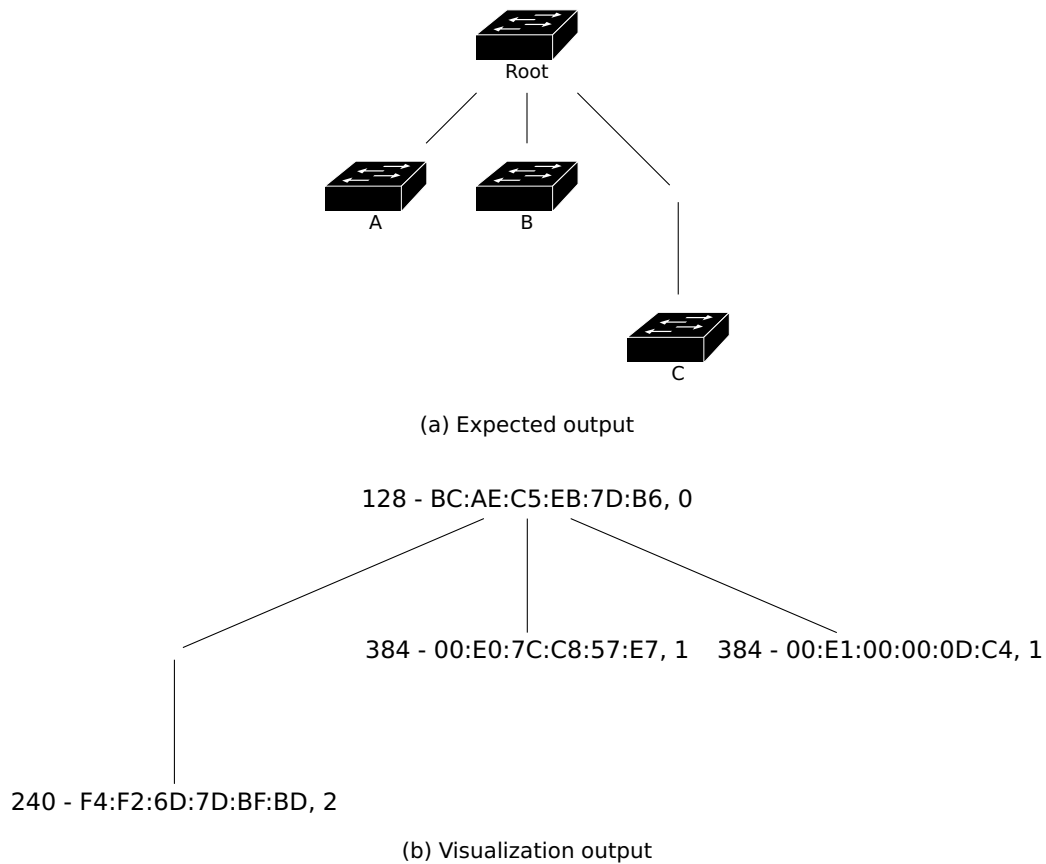 Root
A
B
C
(a) Expected output
128 - BC:AE:C5:EB:7D:B6, 0
384 - 00:E0:7C:C8:57:E7, 1
384 - 00:E1:00:00:0D:C4, 1
240 - F4:F2:6D:7D:BF:BD, 2
(b) Visualization output